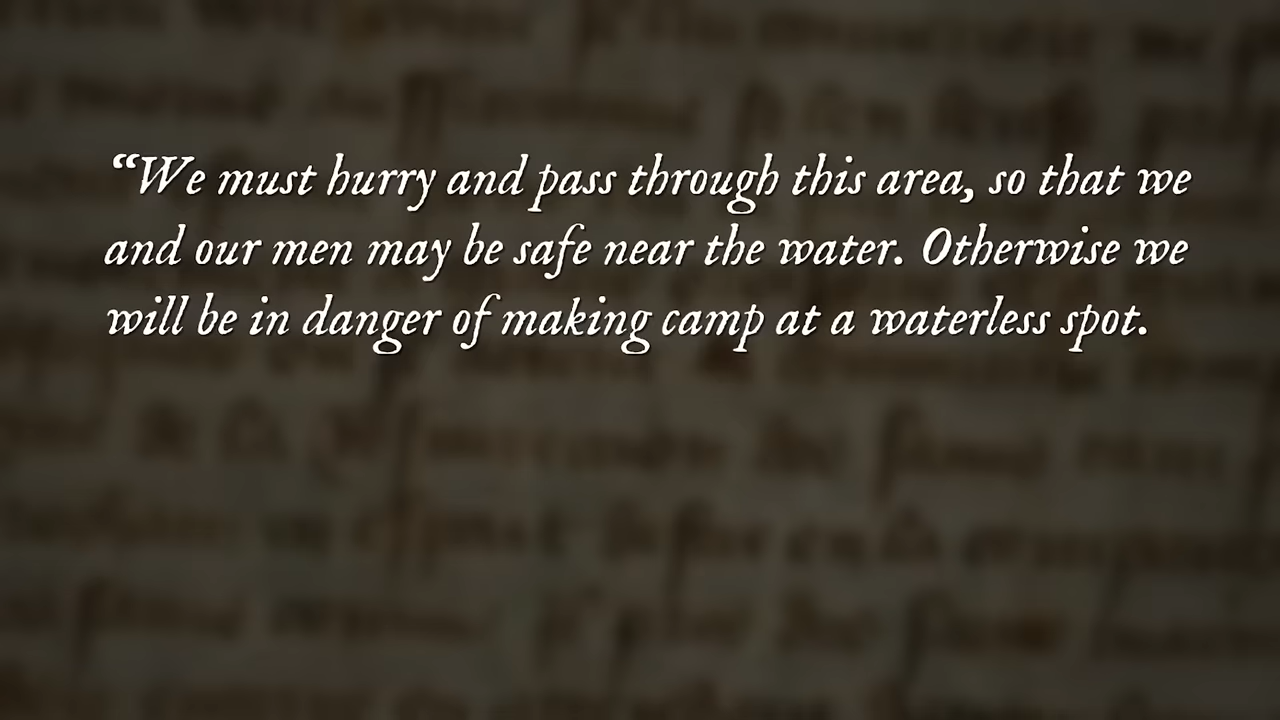 “We must hurry and pass through this area, so that we
and our men may be safe near the water. Otherwise we
will be in danger of making camp at a waterless spot.